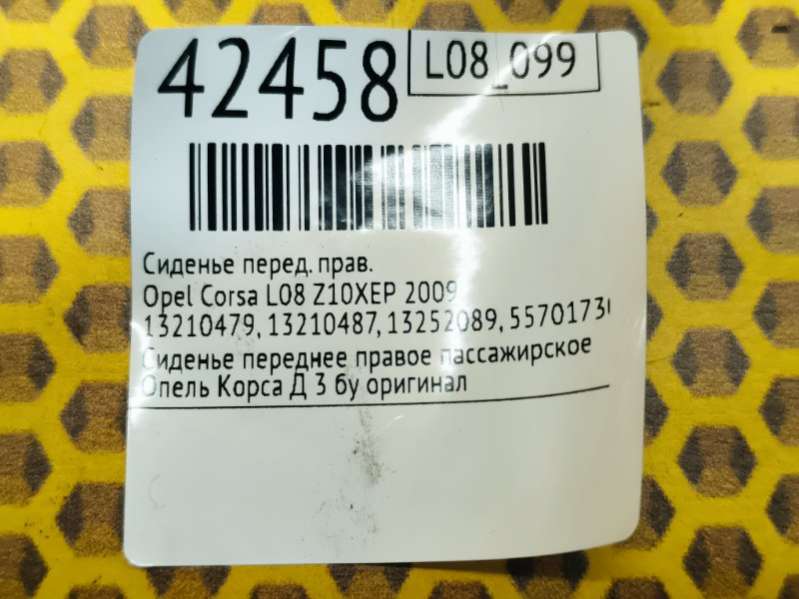 42458
L08_099
Сиденье перед. прав.
Opel Corsa L08 Z10XEP 2009
13210479, 13210487, 13252089,
Сиденье переднее правое пассажирское
Опель Корса Д 3 бу оригинал